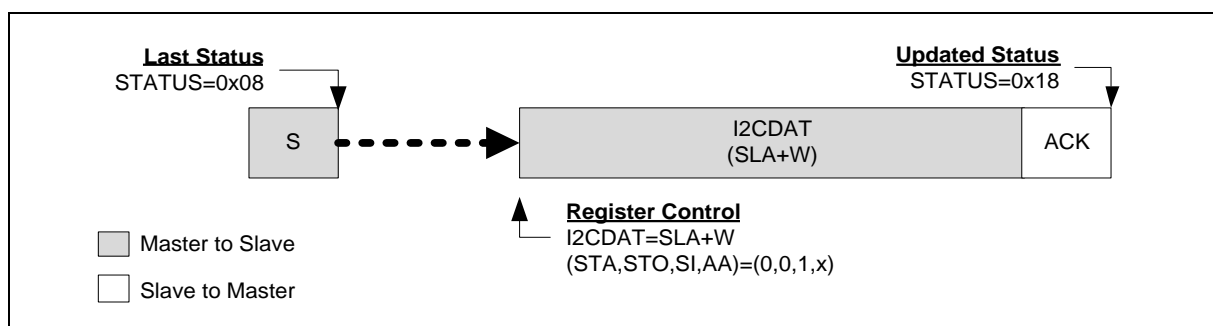 Last Status
STATUS=0x08
Updated Status
STATUS=0x18
S
I2CDAT
(SLA+W)
ACK
Register Control
I2CDAT=SLA+W
(STA,STO,SI,AA)=(0,0,1,x)
Master to Slave
Slave to Master